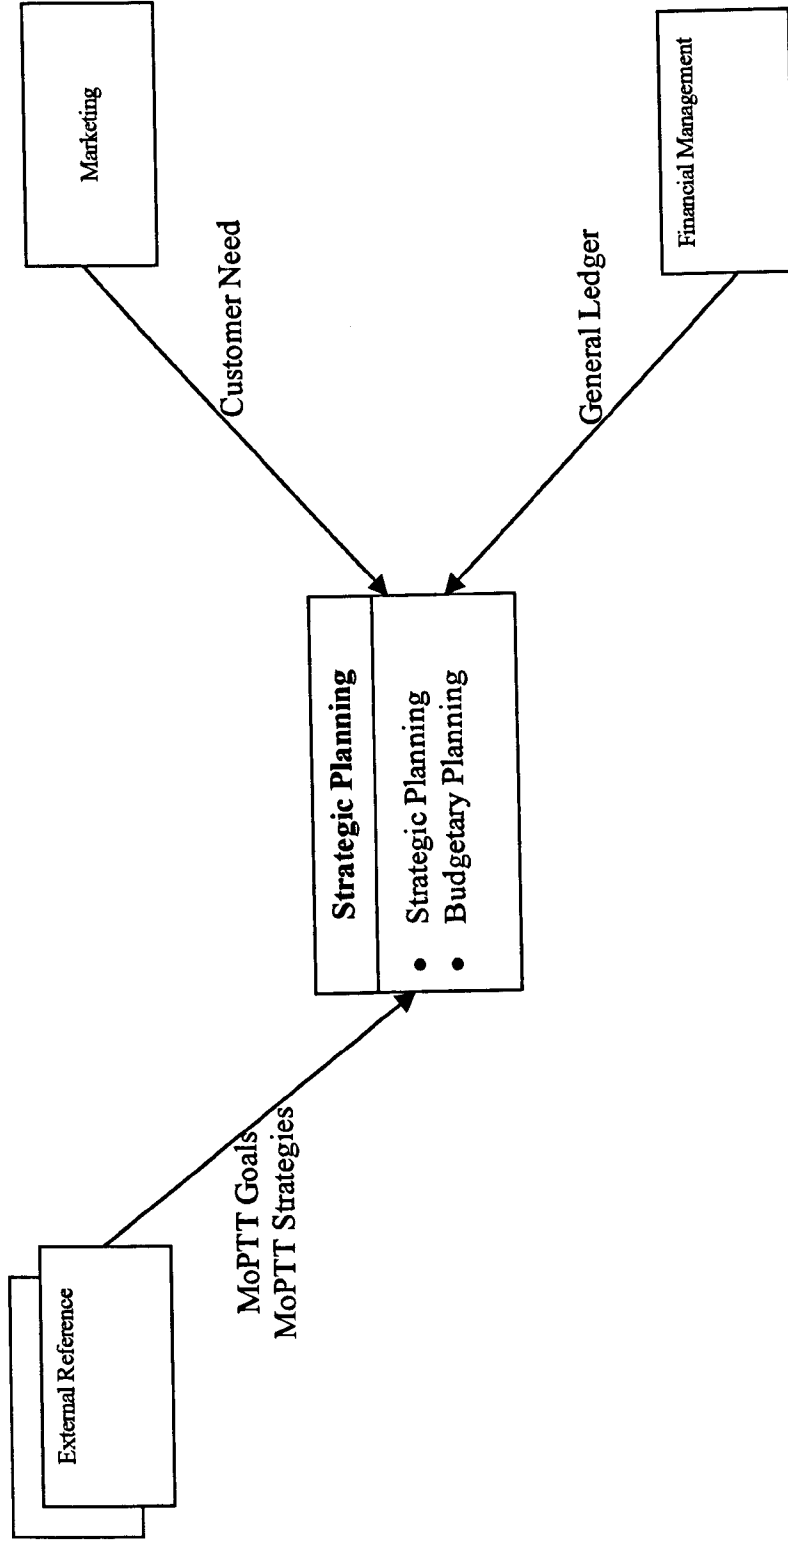 External Reference
Marketing
MoPTT Goals
MoPTT Strategies
Customer Need
Strategic Planning
• Strategic Planning
• Budgetary Planning
General Ledger
Financial Management